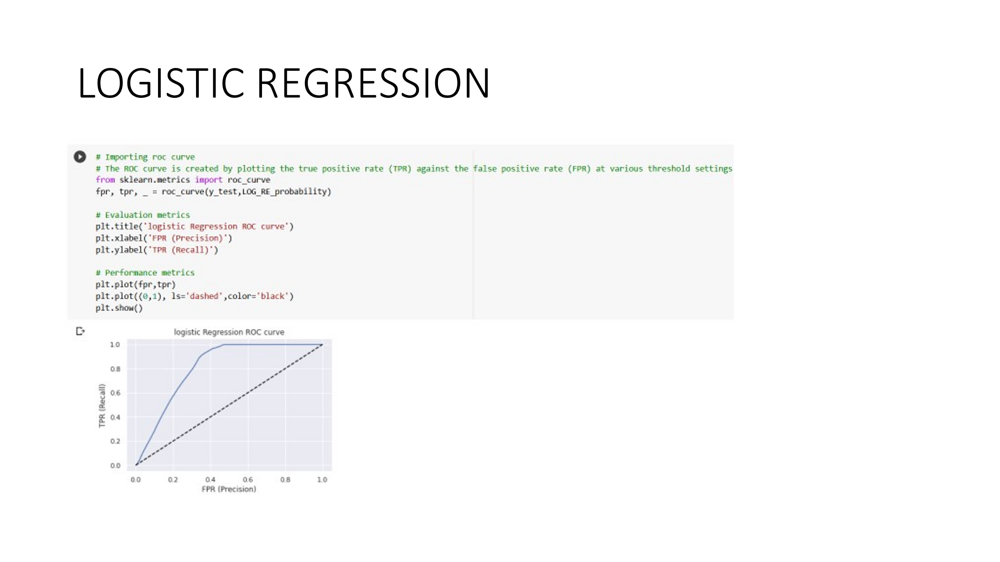 LOGISTIC REGRESSION
# Importing roc curve
# The ROC curve is created by plotting the true positive rate (TPR) against the false positive rate (FPR) at various threshold settings
from sklearn.metrics import roc_curve
fpr, tpr, _ = roc_curve(y_test,LOG_RE_probability)
# Evaluation metrics
plt.title('logistic Regression ROC curve')
plt.xlabel('FPR (Precision)')
plt.ylabel('TPR (Recall)')
# Performance metrics
plt.plot(fpr,tpr)
plt.plot((0,1), ls='dashed',color='black')
plt.show()
logistic Regression ROC curve
TPR (Recall)
1.0
0.8
0.6
0.4
0.2
0.0
0.0 0.2 0.4 0.6 0.8 1.0
FPR (Precision)